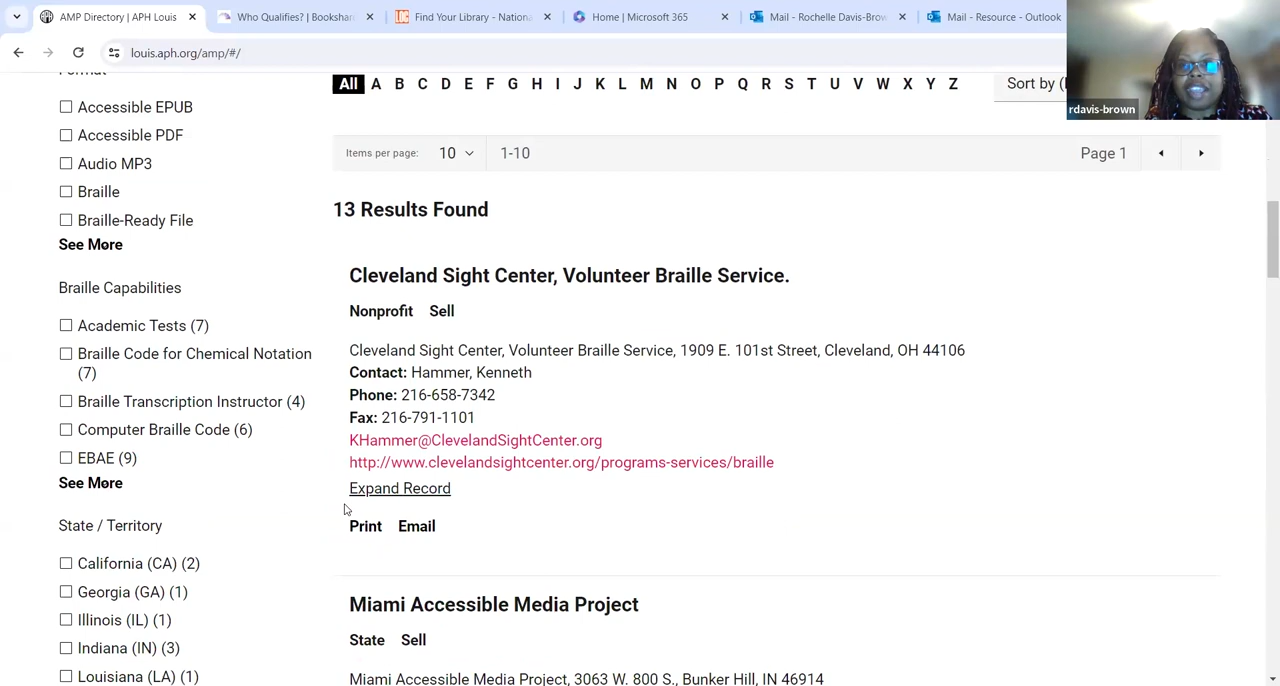 AMP Directory | APH Louis
Who Qualifies? | Bookshar
Find Your Library - Nationa
Home | Microsoft 365
Mail - Rochelle Davis-Brow
Mail - Resource - Outlook
louis.aph.org/amp/#/
rdavis-brown
Format
Accessible EPUB
Accessible PDF
Audio MP3
Braille
Braille-Ready File
See More
Braille Capabilities
Academic Tests (7)
Braille Code for Chemical Notation
(7)
Braille Transcription Instructor (4)
Computer Braille Code (6)
EBAE (9)
See More
State / Territory
California (CA) (2)
Georgia (GA) (1)
Illinois (IL) (1)
Indiana (IN) (3)
Louisiana (LA) (1)
All A B C D E F G H I J K L M N O P Q R S T U V W X Y Z
Sort by (
Items per page: 10 1-10 Page 1
13 Results Found
Cleveland Sight Center, Volunteer Braille Service.
Nonprofit Sell
Cleveland Sight Center, Volunteer Braille Service, 1909 E. 101st Street, Cleveland, OH 44106
Contact: Hammer, Kenneth
Phone: 216-658-7342
Fax: 216-791-1101
KHammer@ClevelandSightCenter.org
http://www.clevelandsightcenter.org/programs-services/braille
Expand Record
Print Email
Miami Accessible Media Project
State Sell
Miami Accessible Media Project, 3063 W. 800 S., Bunker Hill, IN 46914